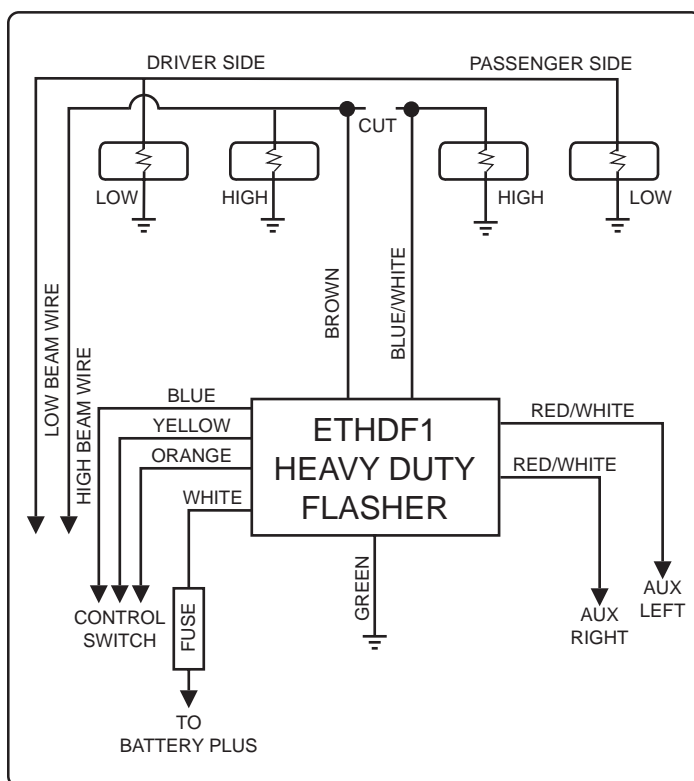 DRIVER SIDE
PASSENGER SIDE
CUT
LOW
HIGH
HIGH
LOW
LOW BEAM WIRE
HIGH BEAM WIRE
BROWN
BLUE/WHITE
BLUE
YELLOW
ORANGE
WHITE
ETHDF1
HEAVY DUTY
FLASHER
RED/WHITE
RED/WHITE
GREEN
FUSE
CONTROL
SWITCH
AUX
LEFT
AUX
RIGHT
TO
BATTERY PLUS